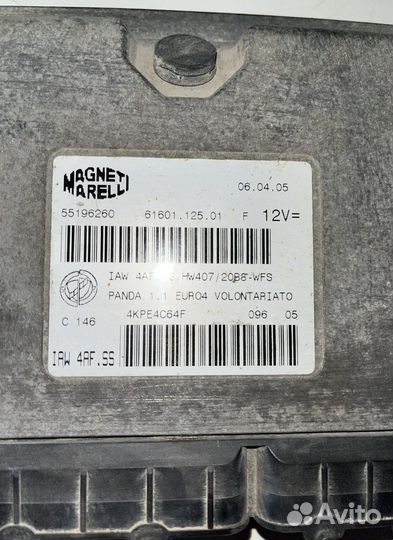 MAGNETI
MARELLI
06.04.05
55196260 61601.125.01 F 12V=
IAW HW407/2088-WFS
PANDA 1.1 EURO4 VOLONTARIATO
C 146 4KPE4C64F 096 05
IAW 4AF.SS
Avito